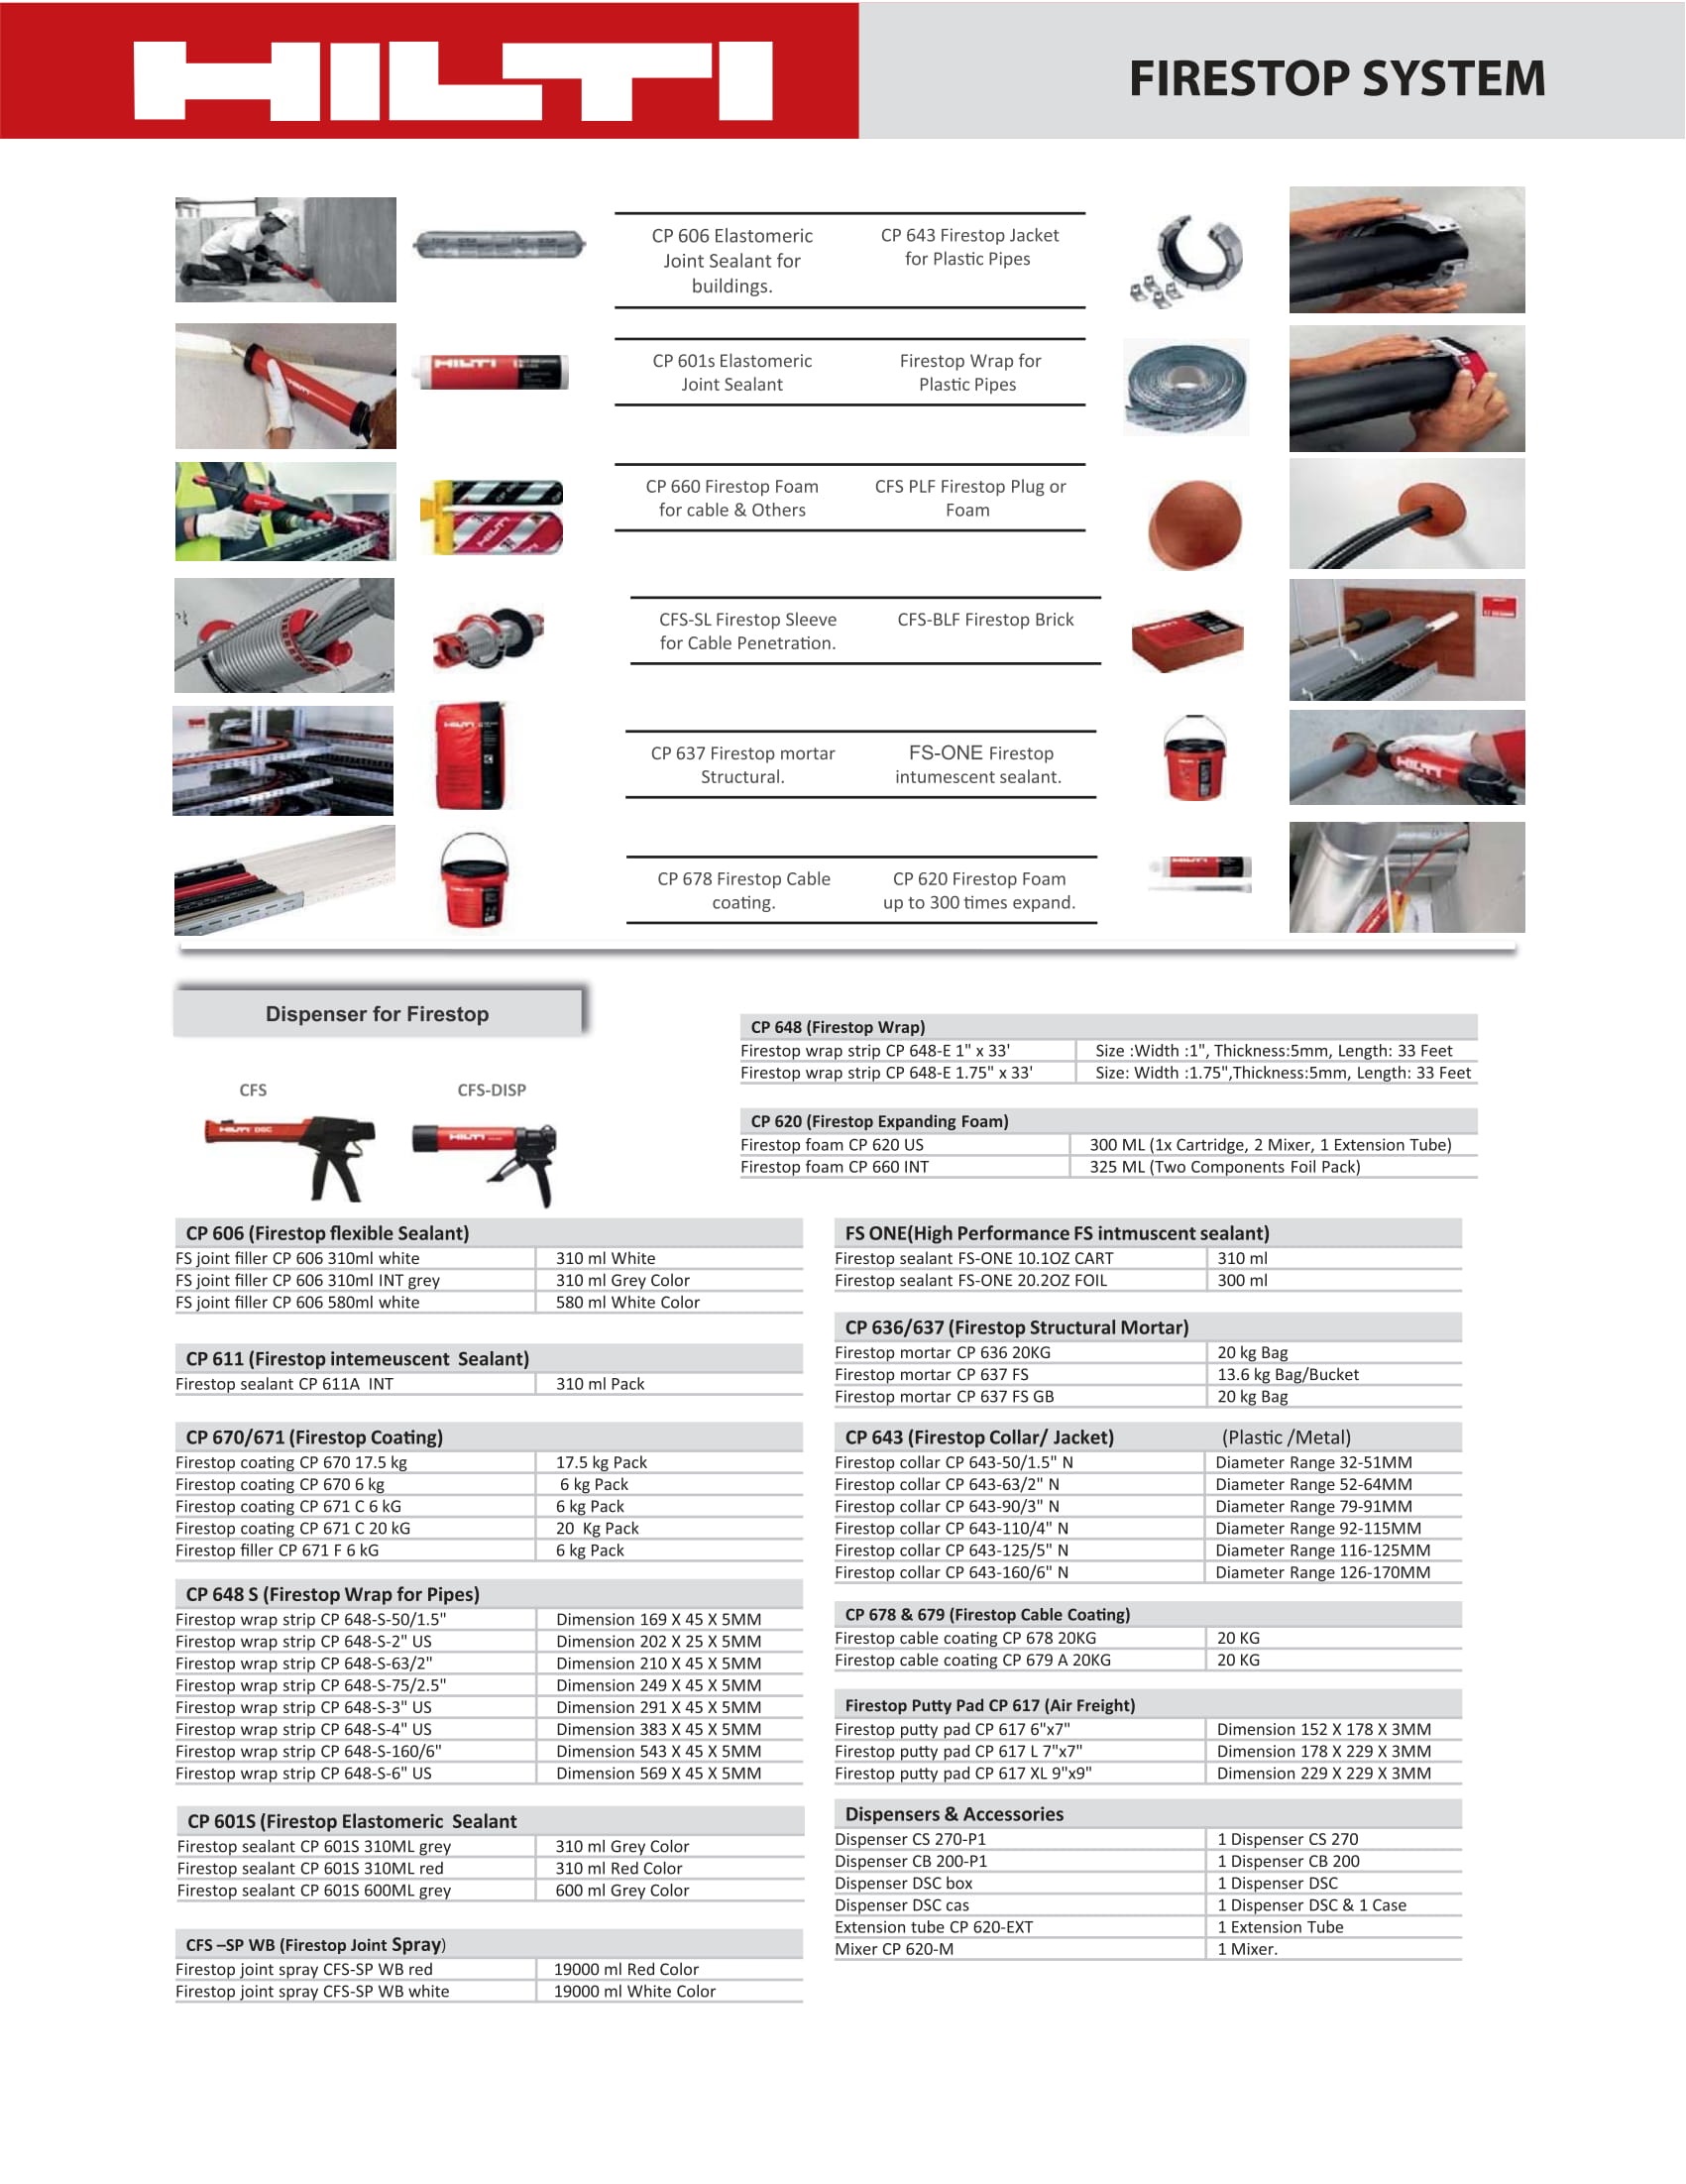 HILTI
FIRESTOP SYSTEM
CP 606 Elastomeric
Joint Sealant for
buildings.
CP 643 Firestop Jacket
for Plastic Pipes
HILTI
CP 601s Elastomeric
Joint Sealant
Firestop Wrap for
Plastic Pipes
HILTI
CP 660 Firestop Foam
for cable & Others
CFS PLF Firestop Plug or
Foam
CFS-SL Firestop Sleeve
for Cable Penetration.
CFS-BLF Firestop Brick
HILTI
HILTI
CP 637 Firestop mortar
Structural.
FS-ONE Firestop
intumescent sealant.
HILTI
HILTI
CP 678 Firestop Cable
coating.
CP 620 Firestop Foam
up to 300 times expand.
HILTI
Dispenser for Firestop
CFS
CFS-DISP
HILTI DSC
HILTI
CP 648 (Firestop Wrap)
Firestop wrap strip CP 648-E 1" x 33' Size :Width :1", Thickness:5mm, Length: 33 Feet
Firestop wrap strip CP 648-E 1.75" x 33' Size: Width :1.75",Thickness:5mm, Length: 33 Feet
CP 620 (Firestop Expanding Foam)
Firestop foam CP 620 US 300 ML (1x Cartridge, 2 Mixer, 1 Extension Tube)
Firestop foam CP 660 INT 325 ML (Two Components Foil Pack)
CP 606 (Firestop flexible Sealant)
FS joint filler CP 606 310ml white 310 ml White
FS joint filler CP 606 310ml INT grey 310 ml Grey Color
FS joint filler CP 606 580ml white 580 ml White Color
CP 611 (Firestop intemeuscent Sealant)
Firestop sealant CP 611A INT 310 ml Pack
CP 670/671 (Firestop Coating)
Firestop coating CP 670 17.5 kg 17.5 kg Pack
Firestop coating CP 670 6 kg 6 kg Pack
Firestop coating CP 671 C 6 kG 6 kg Pack
Firestop coating CP 671 C 20 kG 20 Kg Pack
Firestop filler CP 671 F 6 kG 6 kg Pack
CP 648 S (Firestop Wrap for Pipes)
Firestop wrap strip CP 648-S-50/1.5" Dimension 169 X 45 X 5MM
Firestop wrap strip CP 648-S-2" US Dimension 202 X 25 X 5MM
Firestop wrap strip CP 648-S-63/2" Dimension 210 X 45 X 5MM
Firestop wrap strip CP 648-S-75/2.5" Dimension 249 X 45 X 5MM
Firestop wrap strip CP 648-S-3" US Dimension 291 X 45 X 5MM
Firestop wrap strip CP 648-S-4" US Dimension 383 X 45 X 5MM
Firestop wrap strip CP 648-S-160/6" Dimension 543 X 45 X 5MM
Firestop wrap strip CP 648-S-6" US Dimension 569 X 45 X 5MM
CP 601S (Firestop Elastomeric Sealant
Firestop sealant CP 601S 310ML grey 310 ml Grey Color
Firestop sealant CP 601S 310ML red 310 ml Red Color
Firestop sealant CP 601S 600ML grey 600 ml Grey Color
CFS –SP WB (Firestop Joint Spray)
Firestop joint spray CFS-SP WB red 19000 ml Red Color
Firestop joint spray CFS-SP WB white 19000 ml White Color
FS ONE(High Performance FS intmuscent sealant)
Firestop sealant FS-ONE 10.1OZ CART 310 ml
Firestop sealant FS-ONE 20.2OZ FOIL 300 ml
CP 636/637 (Firestop Structural Mortar)
Firestop mortar CP 636 20KG 20 kg Bag
Firestop mortar CP 637 FS 13.6 kg Bag/Bucket
Firestop mortar CP 637 FS GB 20 kg Bag
CP 643 (Firestop Collar/ Jacket) (Plastic /Metal)
Firestop collar CP 643-50/1.5" N Diameter Range 32-51MM
Firestop collar CP 643-63/2" N Diameter Range 52-64MM
Firestop collar CP 643-90/3" N Diameter Range 79-91MM
Firestop collar CP 643-110/4" N Diameter Range 92-115MM
Firestop collar CP 643-125/5" N Diameter Range 116-125MM
Firestop collar CP 643-160/6" N Diameter Range 126-170MM
CP 678 & 679 (Firestop Cable Coating)
Firestop cable coating CP 678 20KG 20 KG
Firestop cable coating CP 679 A 20KG 20 KG
Firestop Putty Pad CP 617 (Air Freight)
Firestop putty pad CP 617 6"x7" Dimension 152 X 178 X 3MM
Firestop putty pad CP 617 L 7"x7" Dimension 178 X 229 X 3MM
Firestop putty pad CP 617 XL 9"x9" Dimension 229 X 229 X 3MM
Dispensers & Accessories
Dispenser CS 270-P1 1 Dispenser CS 270
Dispenser CB 200-P1 1 Dispenser CB 200
Dispenser DSC box 1 Dispenser DSC
Dispenser DSC cas 1 Dispenser DSC & 1 Case
Extension tube CP 620-EXT 1 Extension Tube
Mixer CP 620-M 1 Mixer.